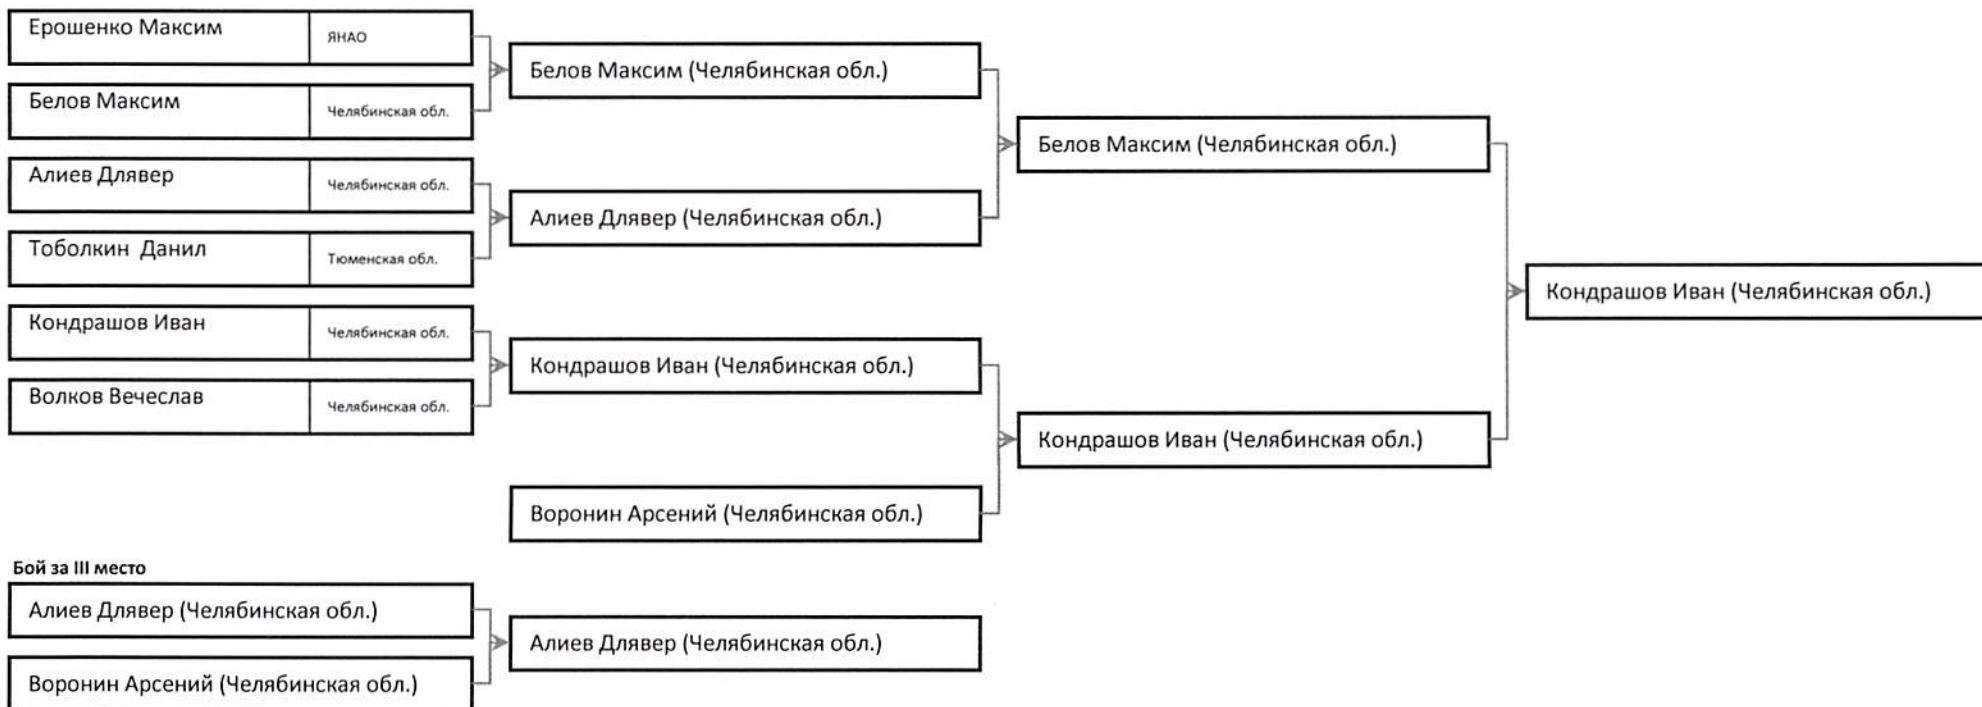 Ерошенко Максим ЯНАО
Белов Максим (Челябинская обл.)
Белов Максим Челябинская обл.
Белов Максим (Челябинская обл.)
Алиев Длявер Челябинская обл.
Алиев Длявер (Челябинская обл.)
Тоболкин Данил Тюменская обл.
Кондрашов Иван (Челябинская обл.)
Кондрашов Иван Челябинская обл.
Кондрашов Иван (Челябинская обл.)
Волков Вечеслав Челябинская обл.
Кондрашов Иван (Челябинская обл.)
Воронин Арсений (Челябинская обл.)
Бой за III место
Алиев Длявер (Челябинская обл.)
Алиев Длявер (Челябинская обл.)
Воронин Арсений (Челябинская обл.)